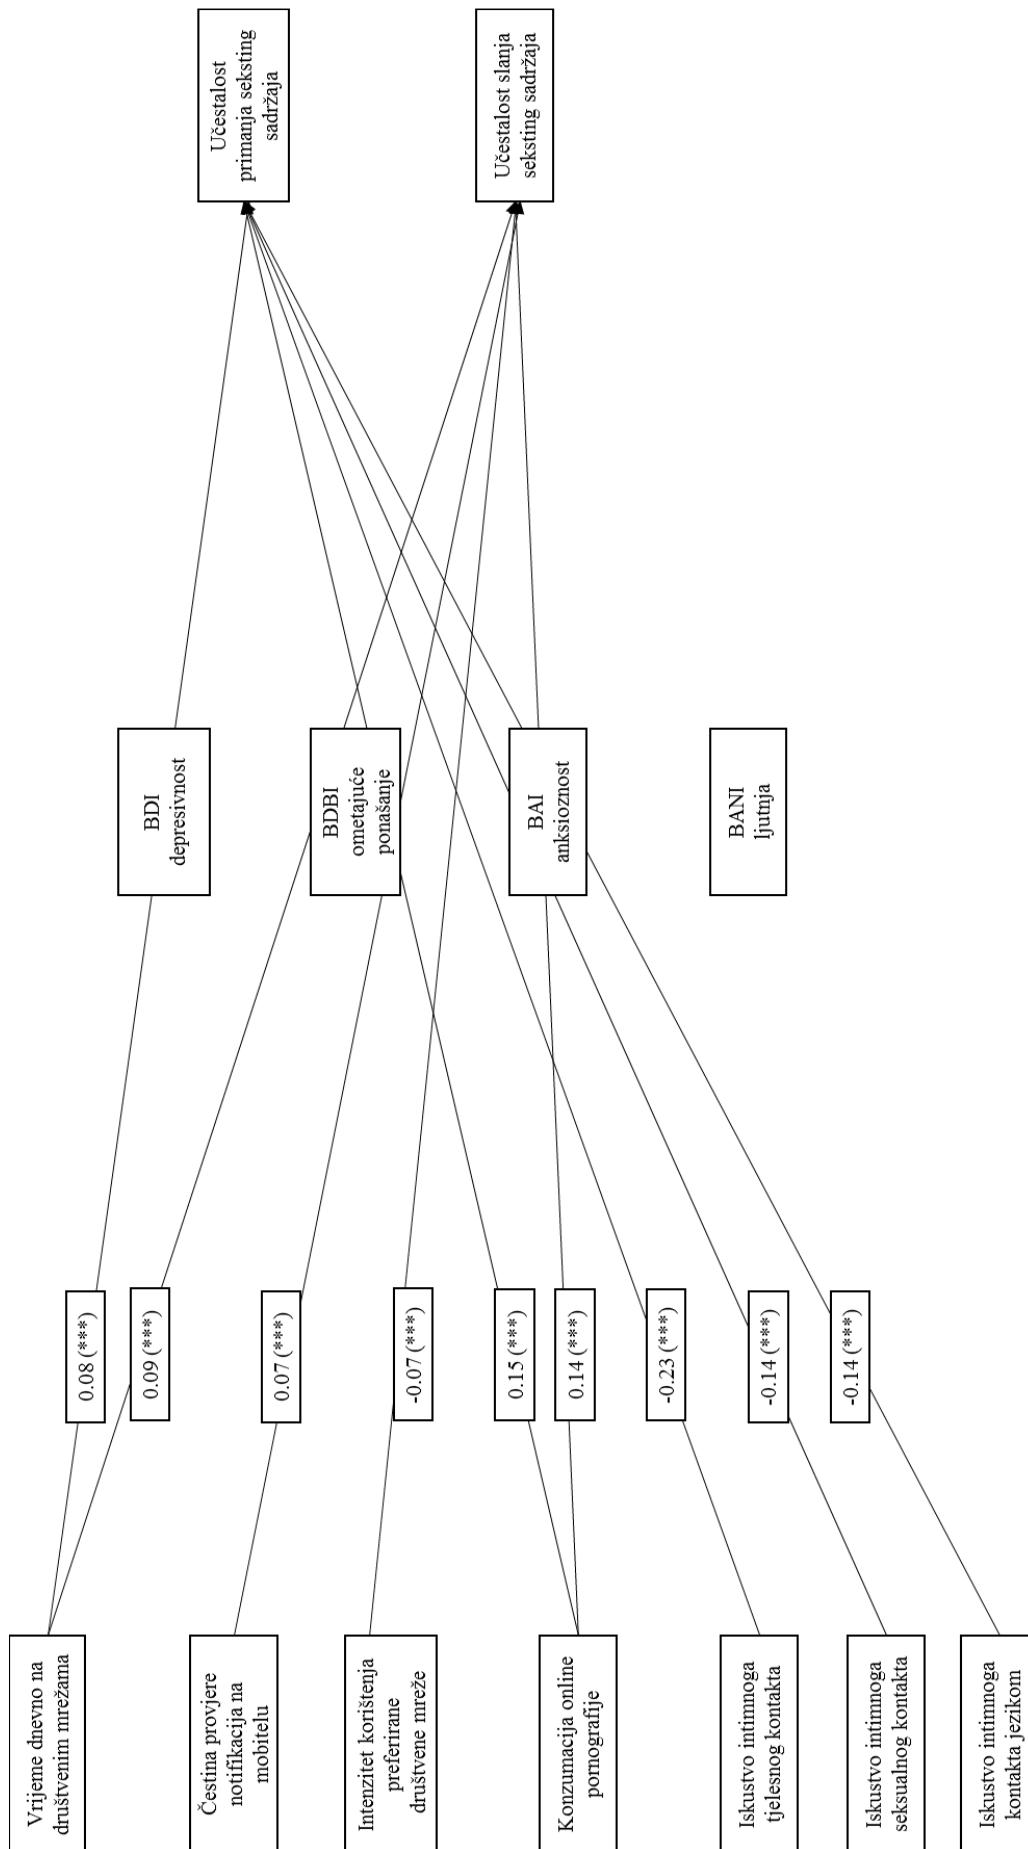 Vrijeme dnevno na
društvenim mrežama
Čestina provjere
notifikacija na
mobitelu
Intenzitet korištenja
preferirane
društvene mreže
Konzumacija online
pornografije
Iskustvo intimnoga
tjelesnog kontakta
Iskustvo intimnoga
seksualnog kontakta
Iskustvo intimnoga
kontakta jezikom
0.08 (***)
0.09 (***)
0.07 (***)
-0.07 (***)
0.15 (***)
0.14 (***)
-0.23 (***)
-0.14 (***)
-0.14 (***)
BDI
depresivnost
BDBI
ometajuće
ponašanje
BAI
anksioznost
BANI
ljutnja
Učestalost
primanja seksting
sadržaja
Učestalost slanja
seksting sadržaja